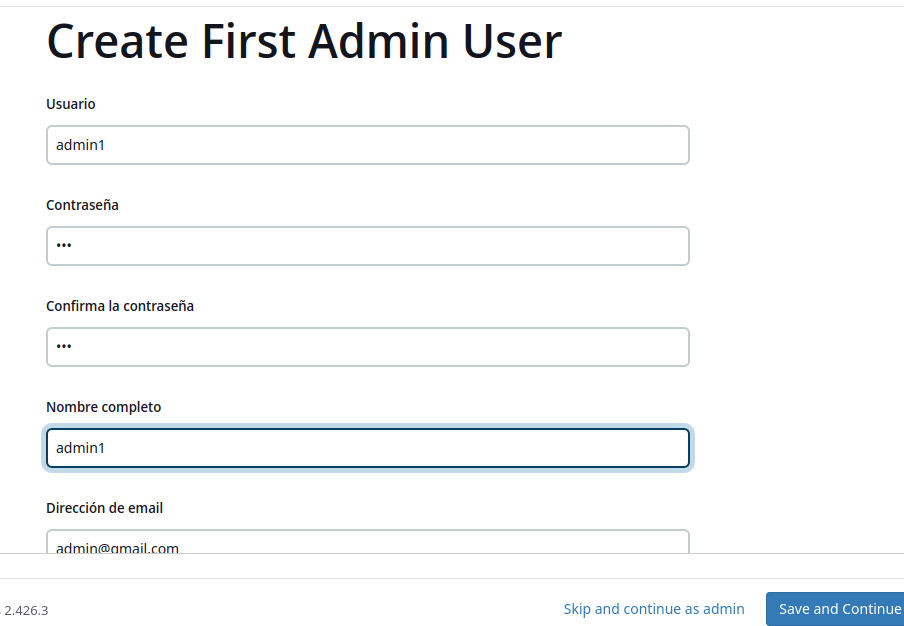 Create First Admin User
Usuario
admin1
Contraseña
•••
Confirma la contraseña
•••
Nombre completo
admin1
Dirección de email
admin@gmail.com
2.426.3
Skip and continue as admin
Save and Continue